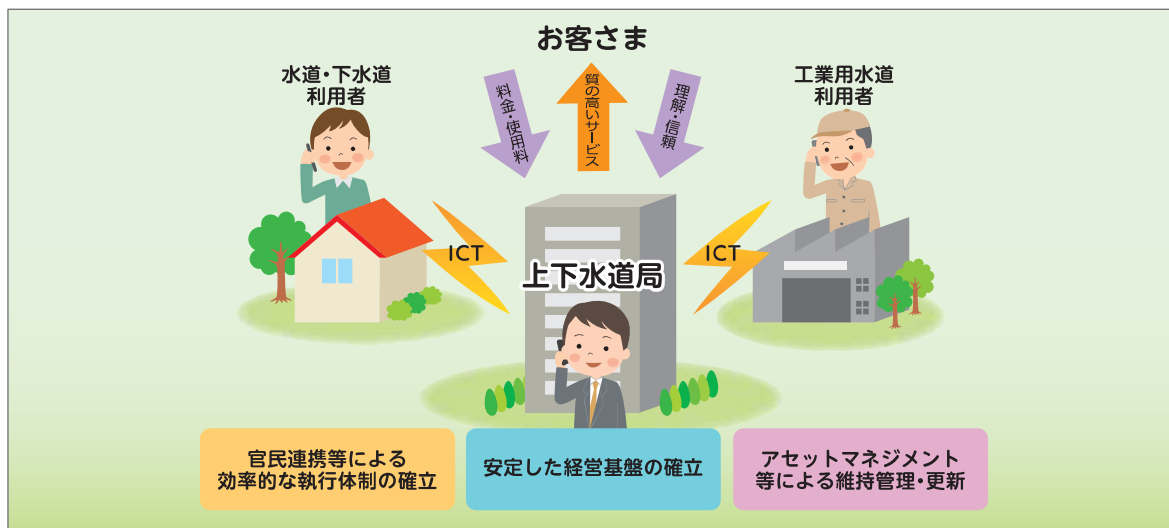 お客さま
水道・下水道
利用者
料金・使用料
質の高いサービス
理解・信頼
工業用水道
利用者
ICT
上下水道局
ICT
官民連携等による
効率的な執行体制の確立
安定した経営基盤の確立
アセットマネジメント
等による維持管理・更新